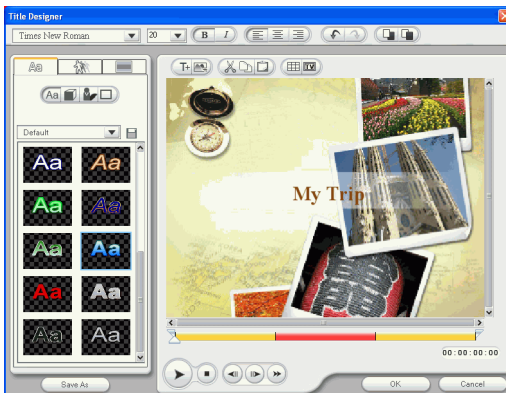 Title Designer
Times New Roman
20
B I
Aa
T+
Aa
TV
Default
Aa Aa
Aa Aa
Aa Aa
Aa Aa
Aa Aa
My Trip
00:00:00:00
Save As
OK
Cancel